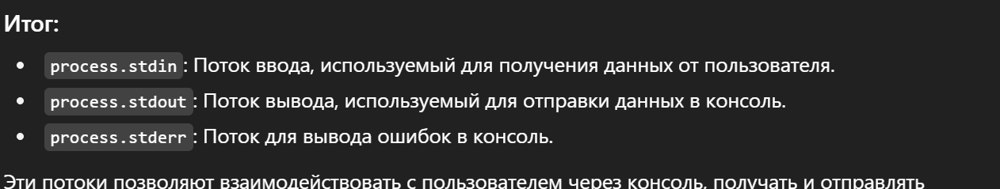 Итог:
• process.stdin: Поток ввода, используемый для получения данных от пользователя.
• process.stdout: Поток вывода, используемый для отправки данных в консоль.
• process.stderr: Поток для вывода ошибок в консоль.
Эти потоки позволяют взаимодействовать с пользователем через консоль, получать и отправлять